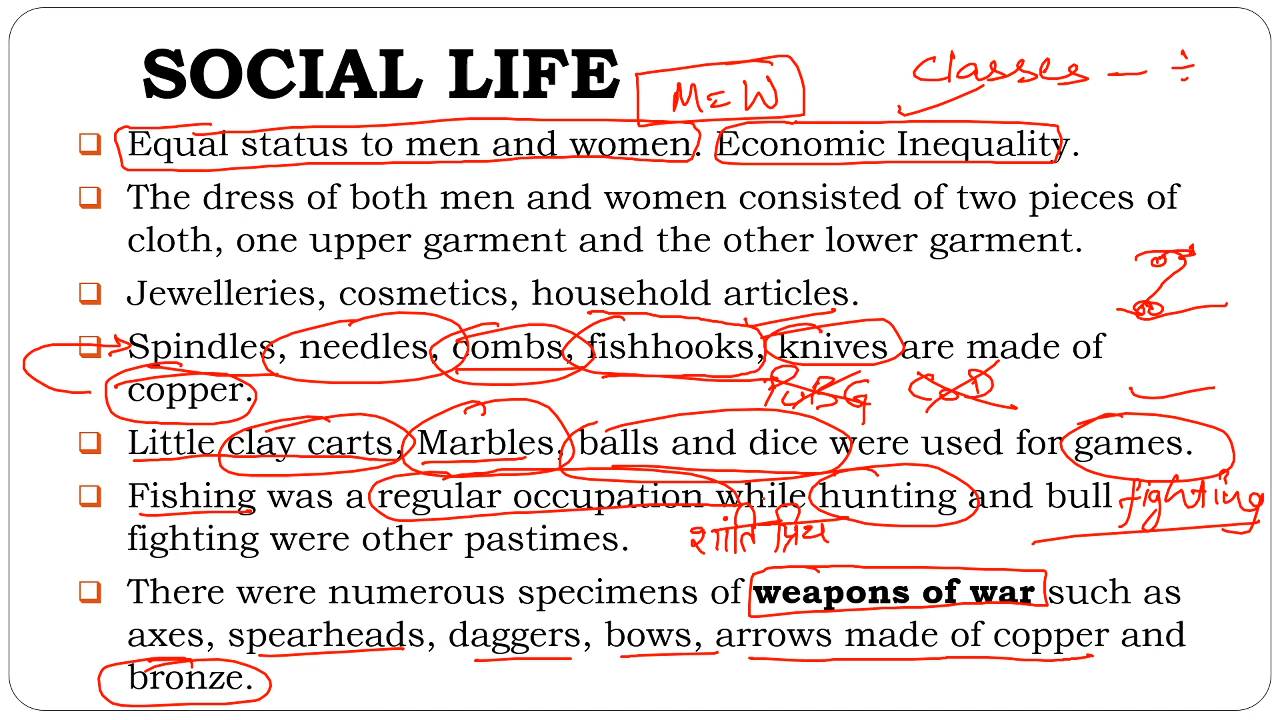 SOCIAL LIFE
M = W
Classes – ÷
❑ Equal status to men and women. Economic Inequality.
❑ The dress of both men and women consisted of two pieces of
cloth, one upper garment and the other lower garment.
❑ Jewelleries, cosmetics, household articles.
❑ Spindles, needles, combs, fishhooks, knives are made of
copper.
PUBG COD
❑ Little clay carts, Marbles, balls and dice were used for games.
❑ Fishing was a regular occupation while hunting and bull fighting
शांति प्रिय
fighting were other pastimes.
❑ There were numerous specimens of weapons of war such as
axes, spearheads, daggers, bows, arrows made of copper and
bronze.